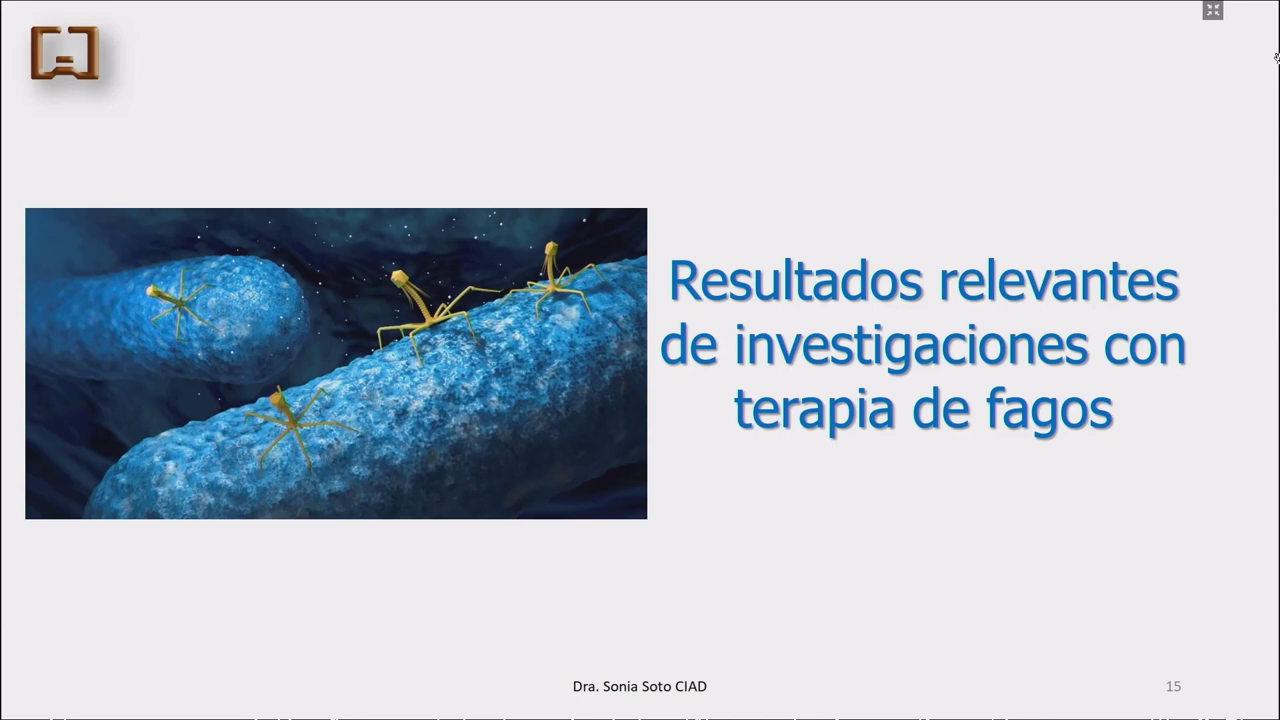 Resultados relevantes
de investigaciones con
terapia de fagos
Dra. Sonia Soto CIAD
15